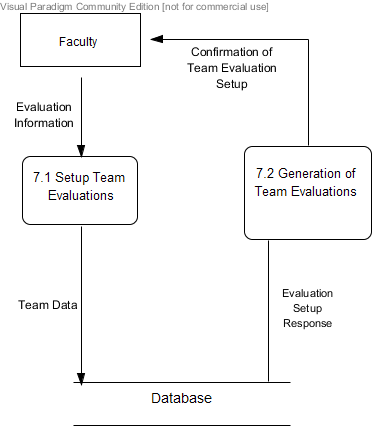 Visual Paradigm Community Edition [not for commercial use]
Faculty
Confirmation of
Team Evaluation
Setup
Evaluation
Information
7.1 Setup Team
Evaluations
7.2 Generation of
Team Evaluations
Team Data
Evaluation
Setup
Response
Database